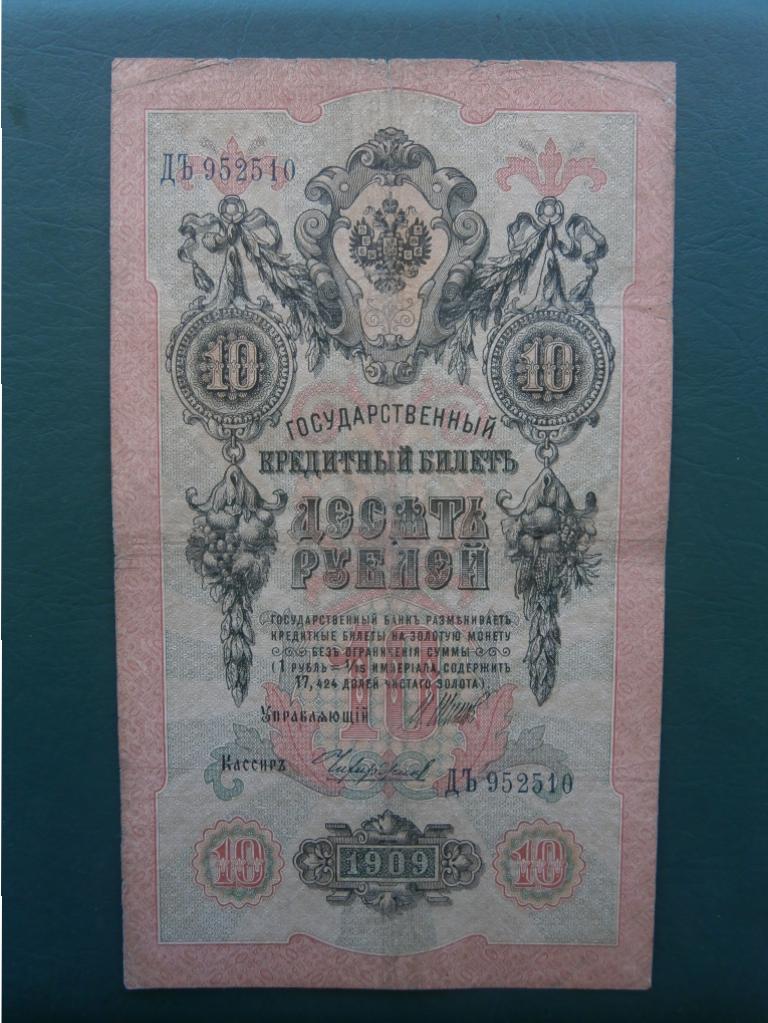 ДЪ 952510
10 10
ГОСУДАРСТВЕННЫЙ
КРЕДИТНЫЙ БИЛЕТЪ
ДЕСЯТЬ
РУБЛЕЙ
ГОСУДАРСТВЕННЫЙ БАНКЪ РАЗМѢНИВАЕТЪ
КРЕДИТНЫЕ БИЛЕТЫ НА ЗОЛОТУЮ МОНЕТУ
БЕЗЪ ОГРАНИЧЕНІЯ СУММЫ
(1 РУБЛЬ = 1/15 ИМПЕРІАЛА, СОДЕРЖИТЪ
17,424 ДОЛЕЙ ЧИСТАГО ЗОЛОТА)
10
УПРАВЛЯЮЩІЙ
КАССИРЪ
ДЪ 952510
10 1909 10